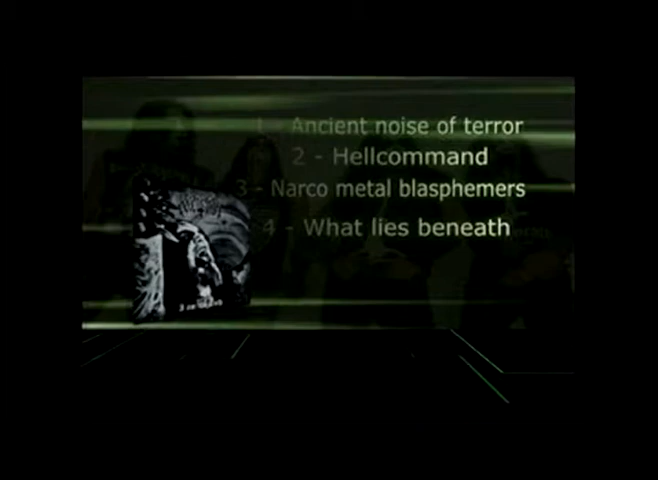 1 - Ancient noise of terror
2 - Hellcommand
3 - Narco metal blasphemers
4 - What lies beneath